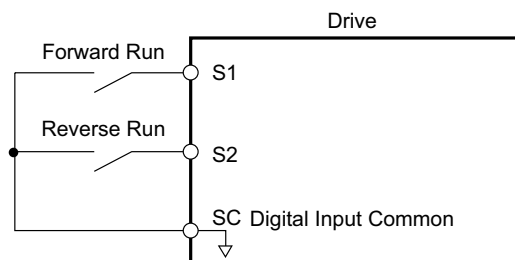 Drive
Forward Run
S1
Reverse Run
S2
SC Digital Input Common